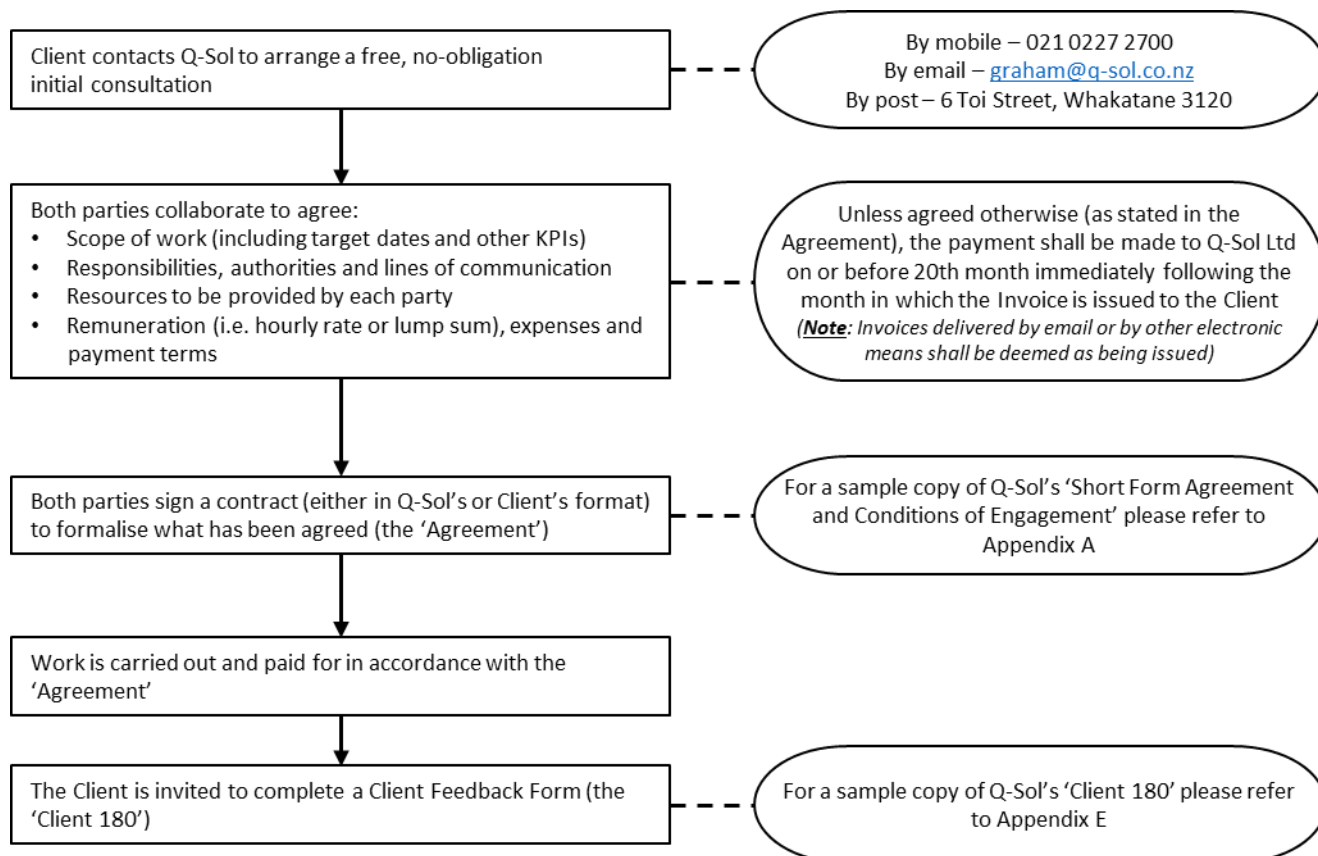 Client contacts Q-Sol to arrange a free, no-obligation
initial consultation
By mobile – 021 0227 2700
By email – graham@q-sol.co.nz
By post – 6 Toi Street, Whakatane 3120
Both parties collaborate to agree:
• Scope of work (including target dates and other KPIs)
• Responsibilities, authorities and lines of communication
• Resources to be provided by each party
• Remuneration (i.e. hourly rate or lump sum), expenses and
payment terms
Unless agreed otherwise (as stated in the
Agreement), the payment shall be made to Q-Sol Ltd
on or before 20th month immediately following the
month in which the Invoice is issued to the Client
(Note: Invoices delivered by email or by other electronic
means shall be deemed as being issued)
Both parties sign a contract (either in Q-Sol’s or Client’s format)
to formalise what has been agreed (the ‘Agreement’)
For a sample copy of Q-Sol’s ‘Short Form Agreement
and Conditions of Engagement’ please refer to
Appendix A
Work is carried out and paid for in accordance with the
‘Agreement’
The Client is invited to complete a Client Feedback Form (the
‘Client 180’)
For a sample copy of Q-Sol’s ‘Client 180’ please refer
to Appendix E